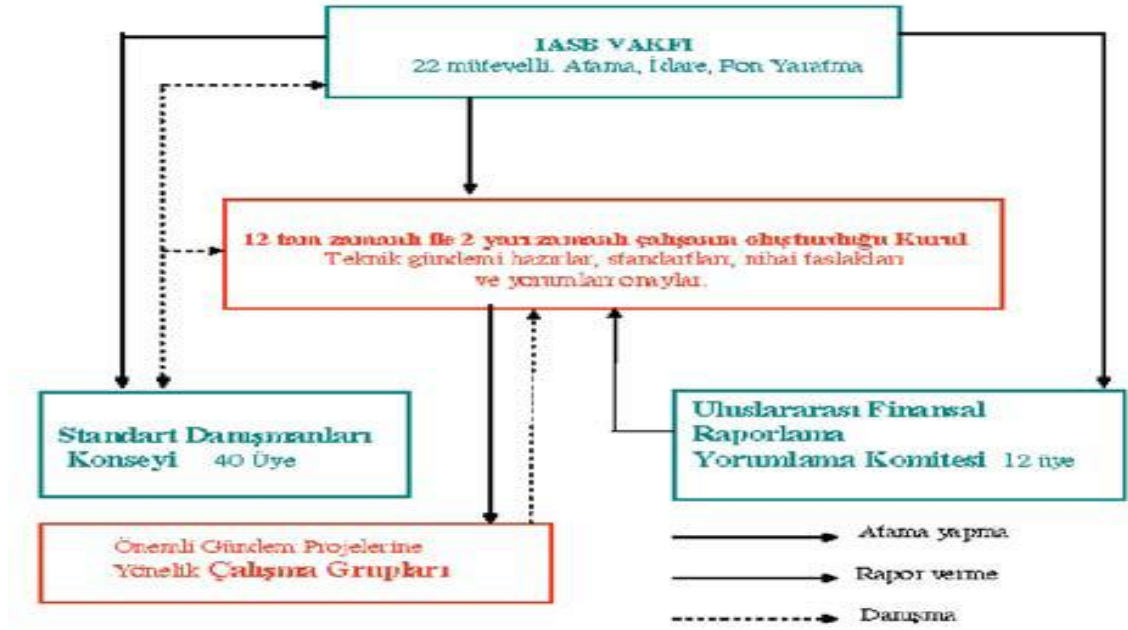 IASB VAKFI
22 mütevelli. Atama, İdare, Fon Yaratma
12 tam zamanlı ile 2 yarı zamanlı çalışanın oluşturduğu Kurul
Teknik gündemi hazırlar, standartları, nihai taslakları
ve yorumları onaylar.
Standart Danışmanları
Konseyi 40 Üye
Uluslararası Finansal
Raporlama
Yorumlama Komitesi 12 üye
Önemli Gündem Projelerine
Yönelik Çalışma Grupları
Atama yapma
Rapor verme
Danışma